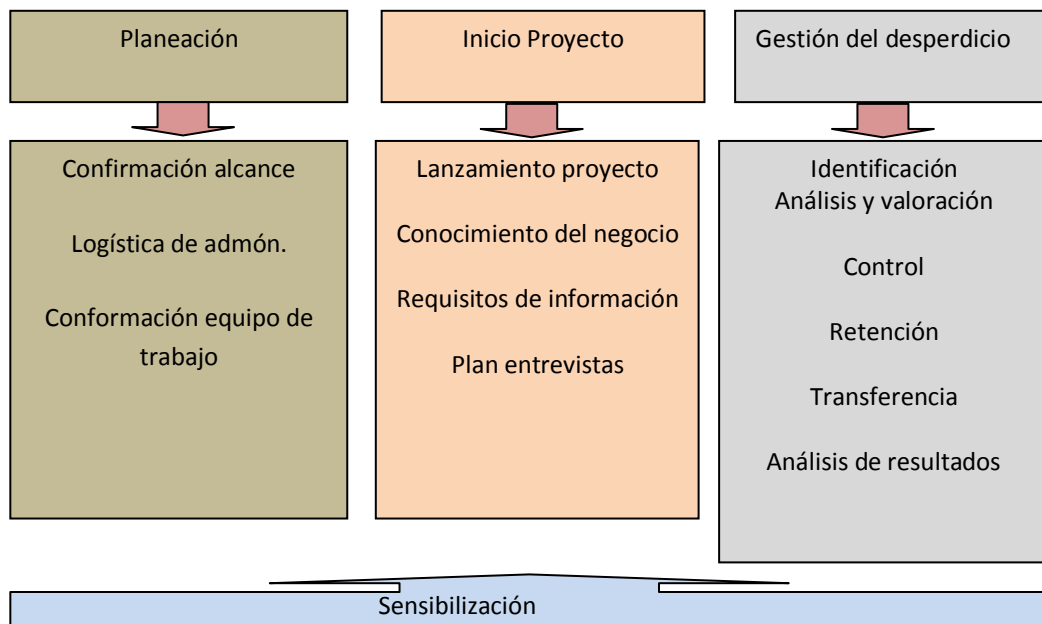 Planeación
Inicio Proyecto
Gestión del desperdicio
Confirmación alcance
Logística de admón.
Conformación equipo de
trabajo
Lanzamiento proyecto
Conocimiento del negocio
Requisitos de información
Plan entrevistas
Identificación
Análisis y valoración
Control
Retención
Transferencia
Análisis de resultados
Sensibilización